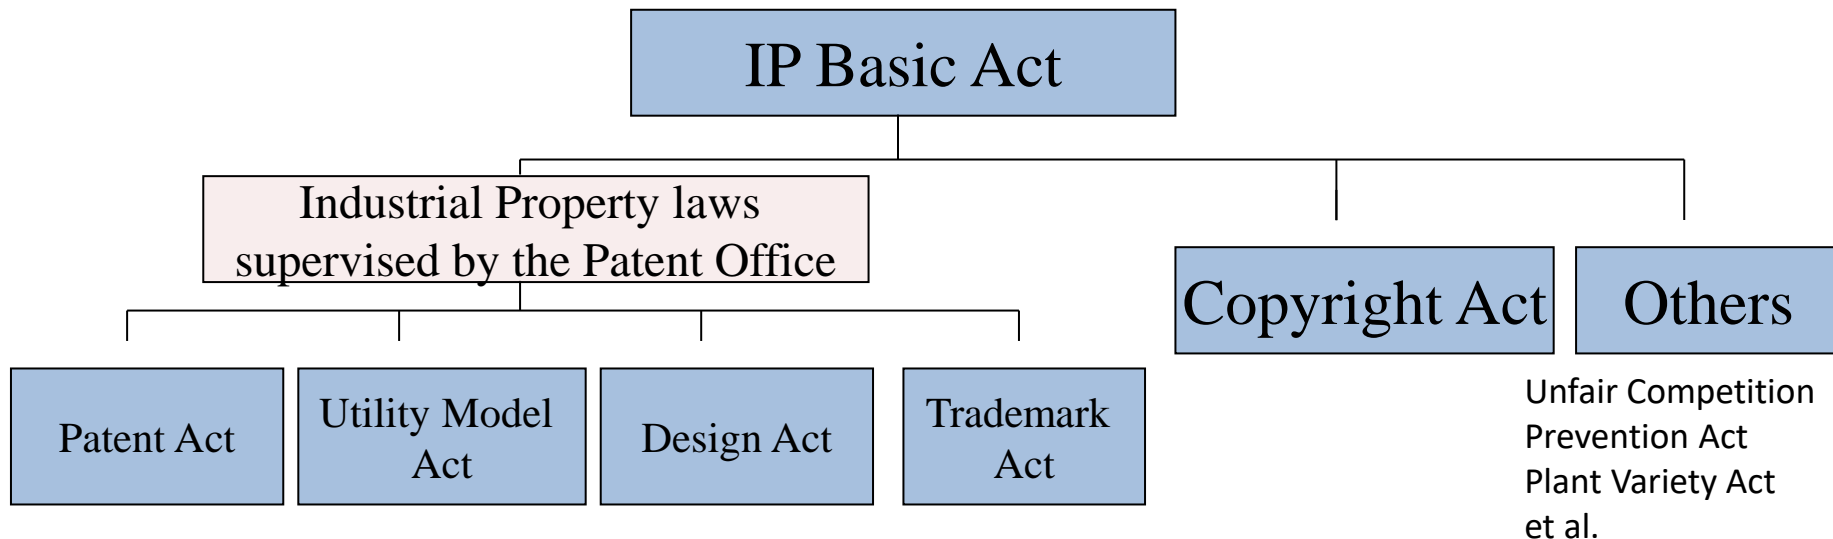 IP Basic Act
Industrial Property laws
supervised by the Patent Office
Copyright Act
Others
Patent Act
Utility Model
Act
Design Act
Trademark
Act
Unfair Competition
Prevention Act
Plant Variety Act
et al.